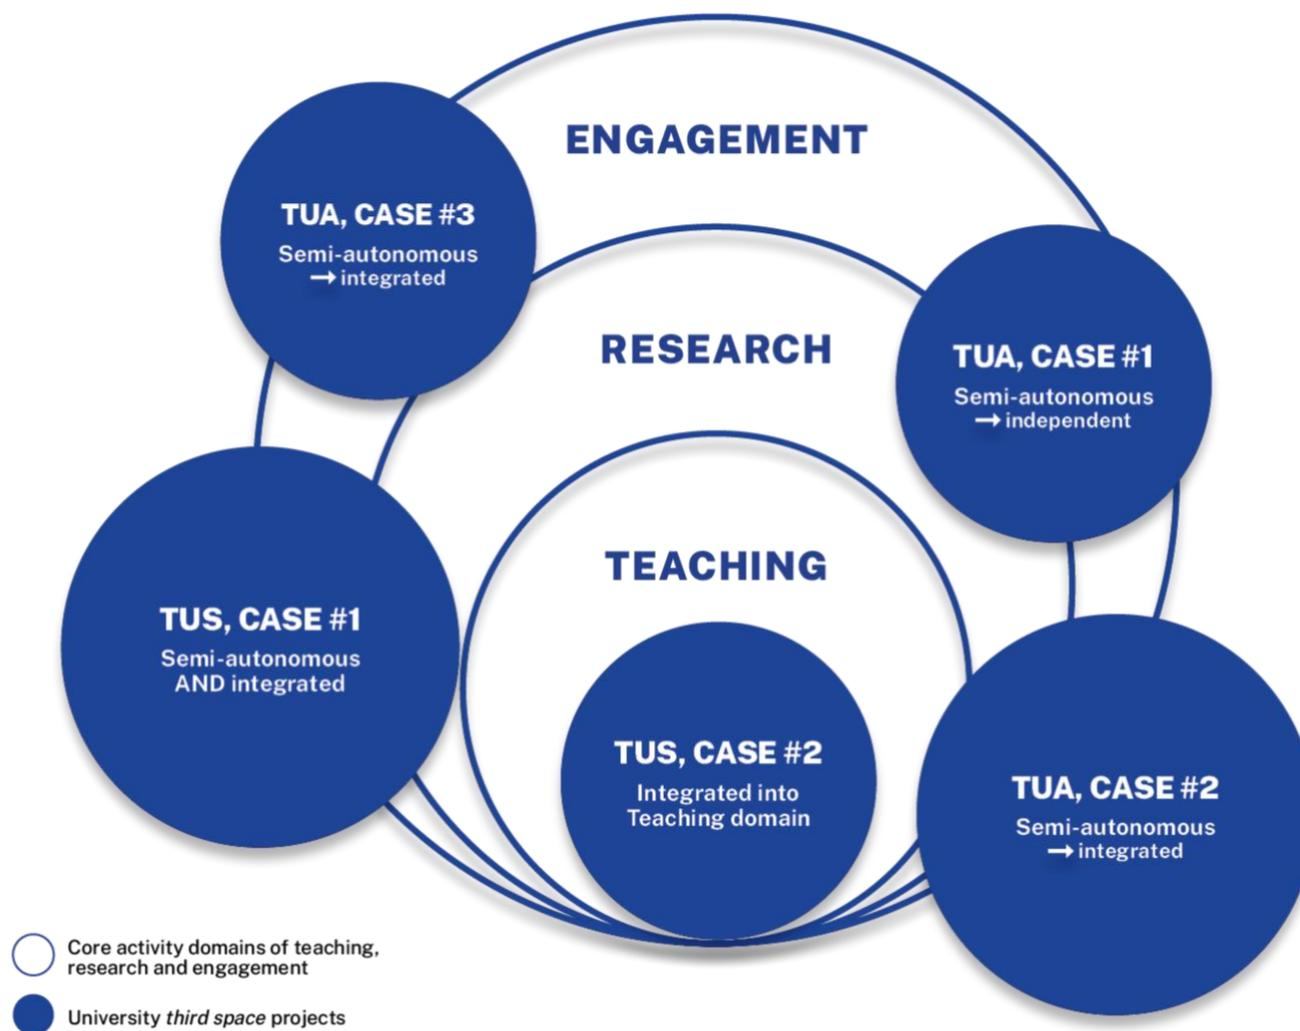 ENGAGEMENT
TUA, CASE #3
Semi-autonomous
→ integrated
RESEARCH
TUA, CASE #1
Semi-autonomous
→ independent
TEACHING
TUS, CASE #1
Semi-autonomous
AND integrated
TUS, CASE #2
Integrated into
Teaching domain
TUA, CASE #2
Semi-autonomous
→ integrated
Core activity domains of teaching,
research and engagement
University third space projects